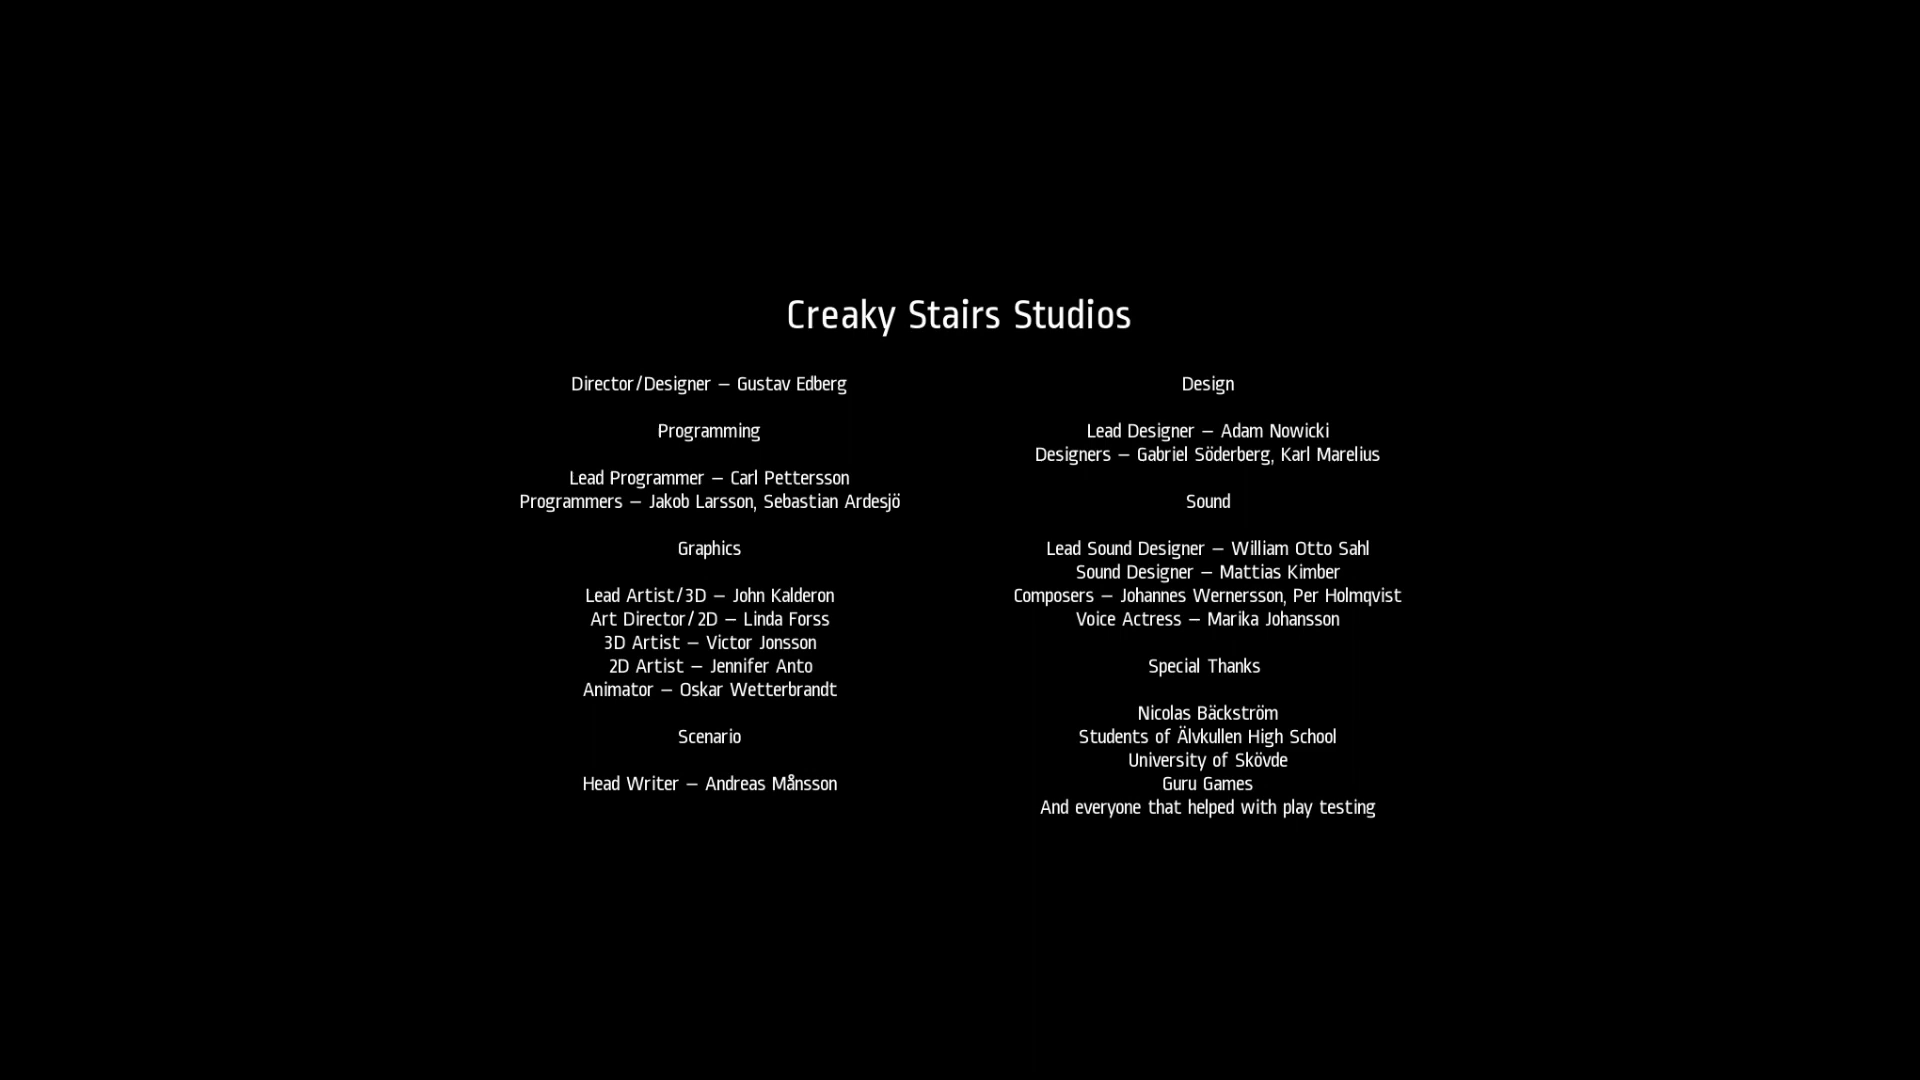 Creaky Stairs Studios
Director/Designer – Gustav Edberg
Programming
Lead Programmer – Carl Pettersson
Programmers – Jakob Larsson, Sebastian Ardesjö
Graphics
Lead Artist/3D – John Kalderon
Art Director/2D – Linda Forss
3D Artist – Victor Jonsson
2D Artist – Jennifer Anto
Animator – Oskar Wetterbrandt
Scenario
Head Writer – Andreas Månsson
Design
Lead Designer – Adam Nowicki
Designers – Gabriel Söderberg, Karl Marelius
Sound
Lead Sound Designer – William Otto Sahl
Sound Designer – Mattias Kimber
Composers – Johannes Wernersson, Per Holmqvist
Voice Actress – Marika Johansson
Special Thanks
Nicolas Bäckström
Students of Älvkullen High School
University of Skövde
Guru Games
And everyone that helped with play testing